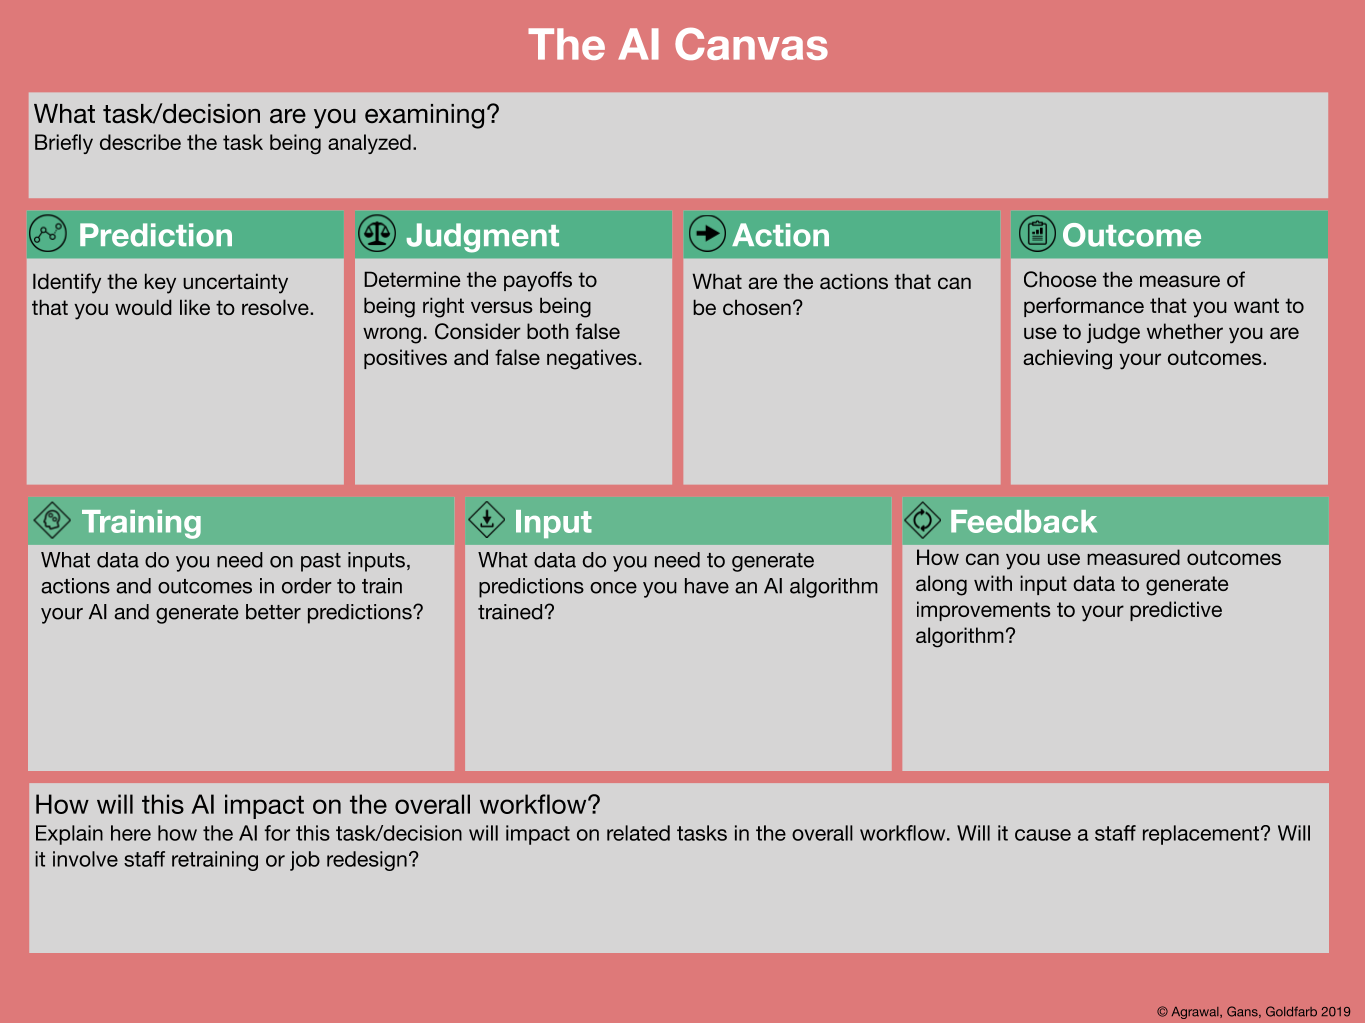 The AI Canvas
What task/decision are you examining?
Briefly describe the task being analyzed.
Prediction
Identify the key uncertainty
that you would like to resolve.
Judgment
Determine the payoffs to
being right versus being
wrong. Consider both false
positives and false negatives.
Action
What are the actions that can
be chosen?
Outcome
Choose the measure of
performance that you want to
use to judge whether you are
achieving your outcomes.
Training
What data do you need on past inputs,
actions and outcomes in order to train
your AI and generate better predictions?
Input
What data do you need to generate
predictions once you have an AI algorithm
trained?
Feedback
How can you use measured outcomes
along with input data to generate
improvements to your predictive
algorithm?
How will this AI impact on the overall workflow?
Explain here how the AI for this task/decision will impact on related tasks in the overall workflow. Will it cause a staff replacement? Will
it involve staff retraining or job redesign?
© Agrawal, Gans, Goldfarb 2019